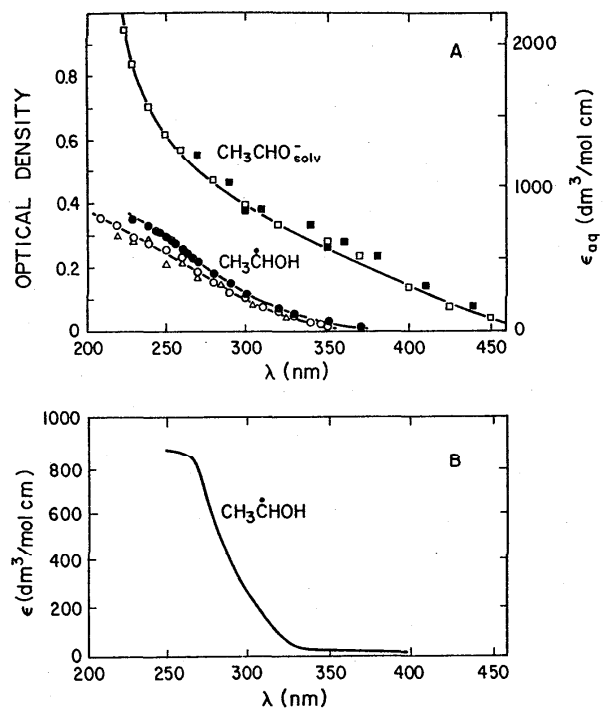 A
OPTICAL DENSITY
0.8
0.6
0.4
0.2
0
2000
1000
0
ϵaq (dm³/mol cm)
CH₃CHO⁻solv
CH₃ĊHOH
200 250 300 350 400 450
λ (nm)
B
ϵ (dm³/mol cm)
1000
800
600
400
200
0
CH₃ĊHOH
200 250 300 350 400 450
λ (nm)